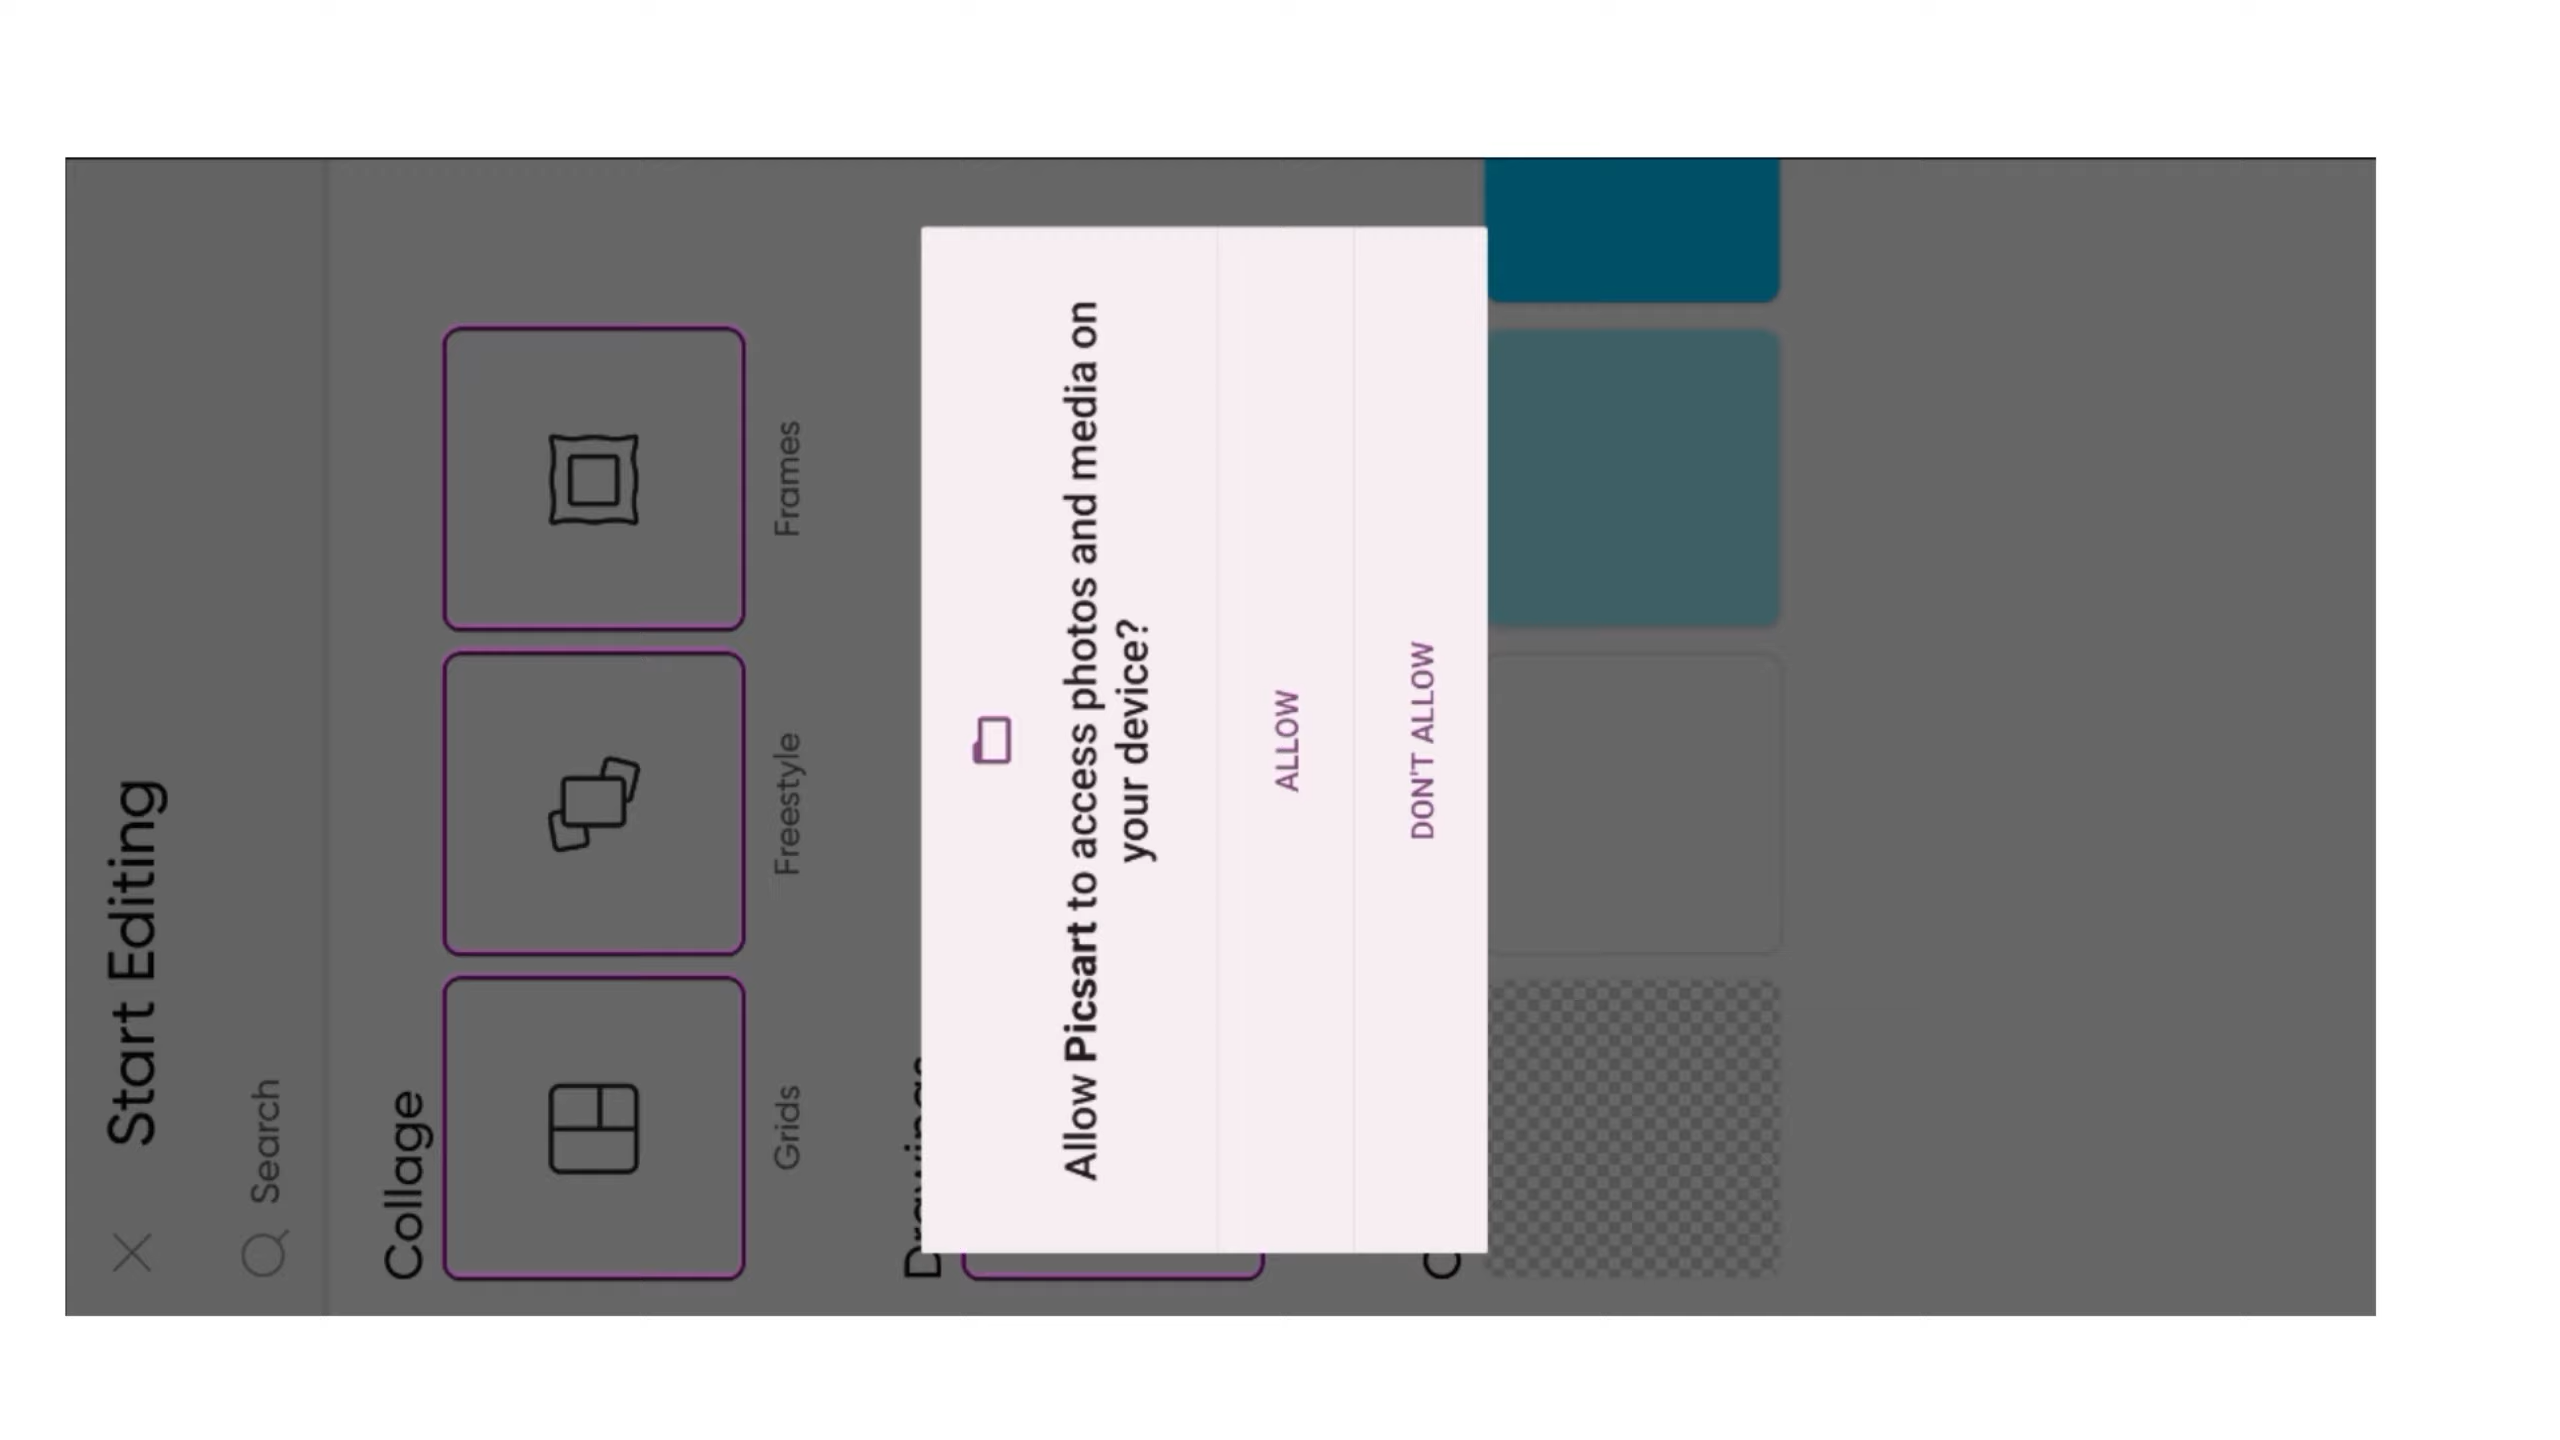 Start Editing
Search
Collage
Grids Freestyle Frames
Allow Picsart to access photos and media on
your device?
ALLOW
DON'T ALLOW